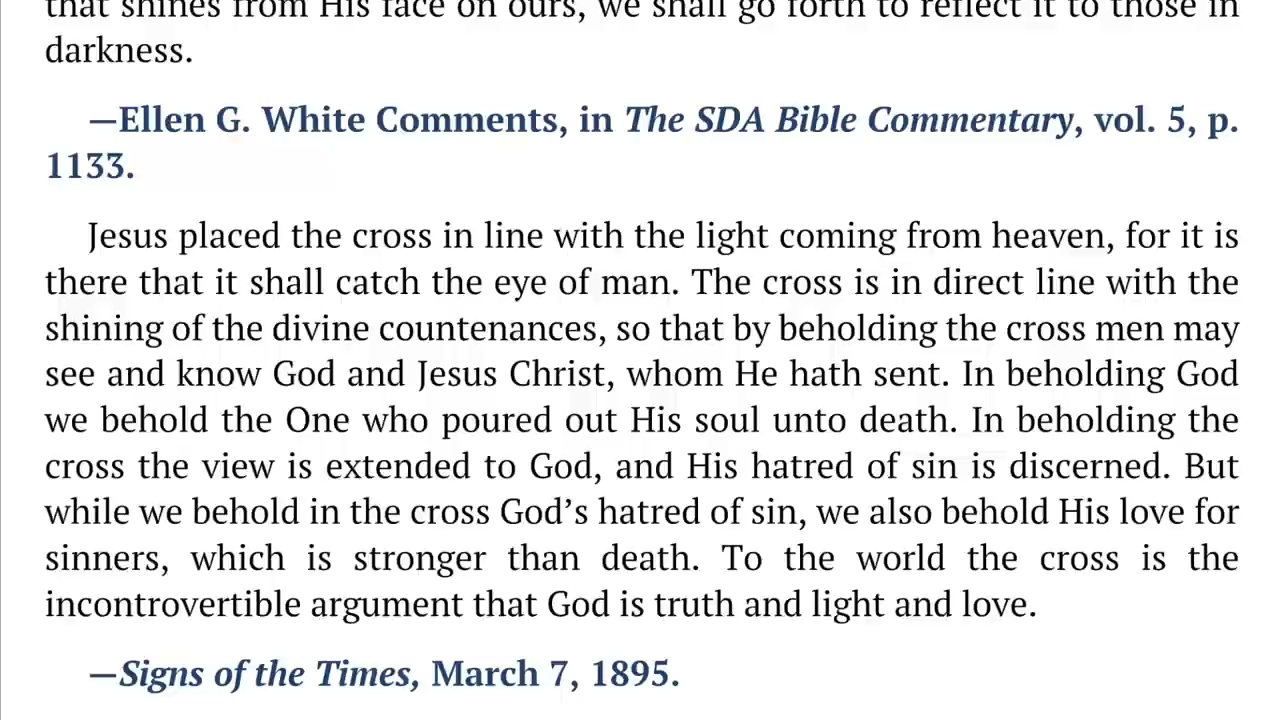 that shines from His face on ours, we shall go forth to reflect it to those in
darkness.
—Ellen G. White Comments, in The SDA Bible Commentary, vol. 5, p.
1133.
Jesus placed the cross in line with the light coming from heaven, for it is
there that it shall catch the eye of man. The cross is in direct line with the
shining of the divine countenances, so that by beholding the cross men may
see and know God and Jesus Christ, whom He hath sent. In beholding God
we behold the One who poured out His soul unto death. In beholding the
cross the view is extended to God, and His hatred of sin is discerned. But
while we behold in the cross God’s hatred of sin, we also behold His love for
sinners, which is stronger than death. To the world the cross is the
incontrovertible argument that God is truth and light and love.
—Signs of the Times, March 7, 1895.